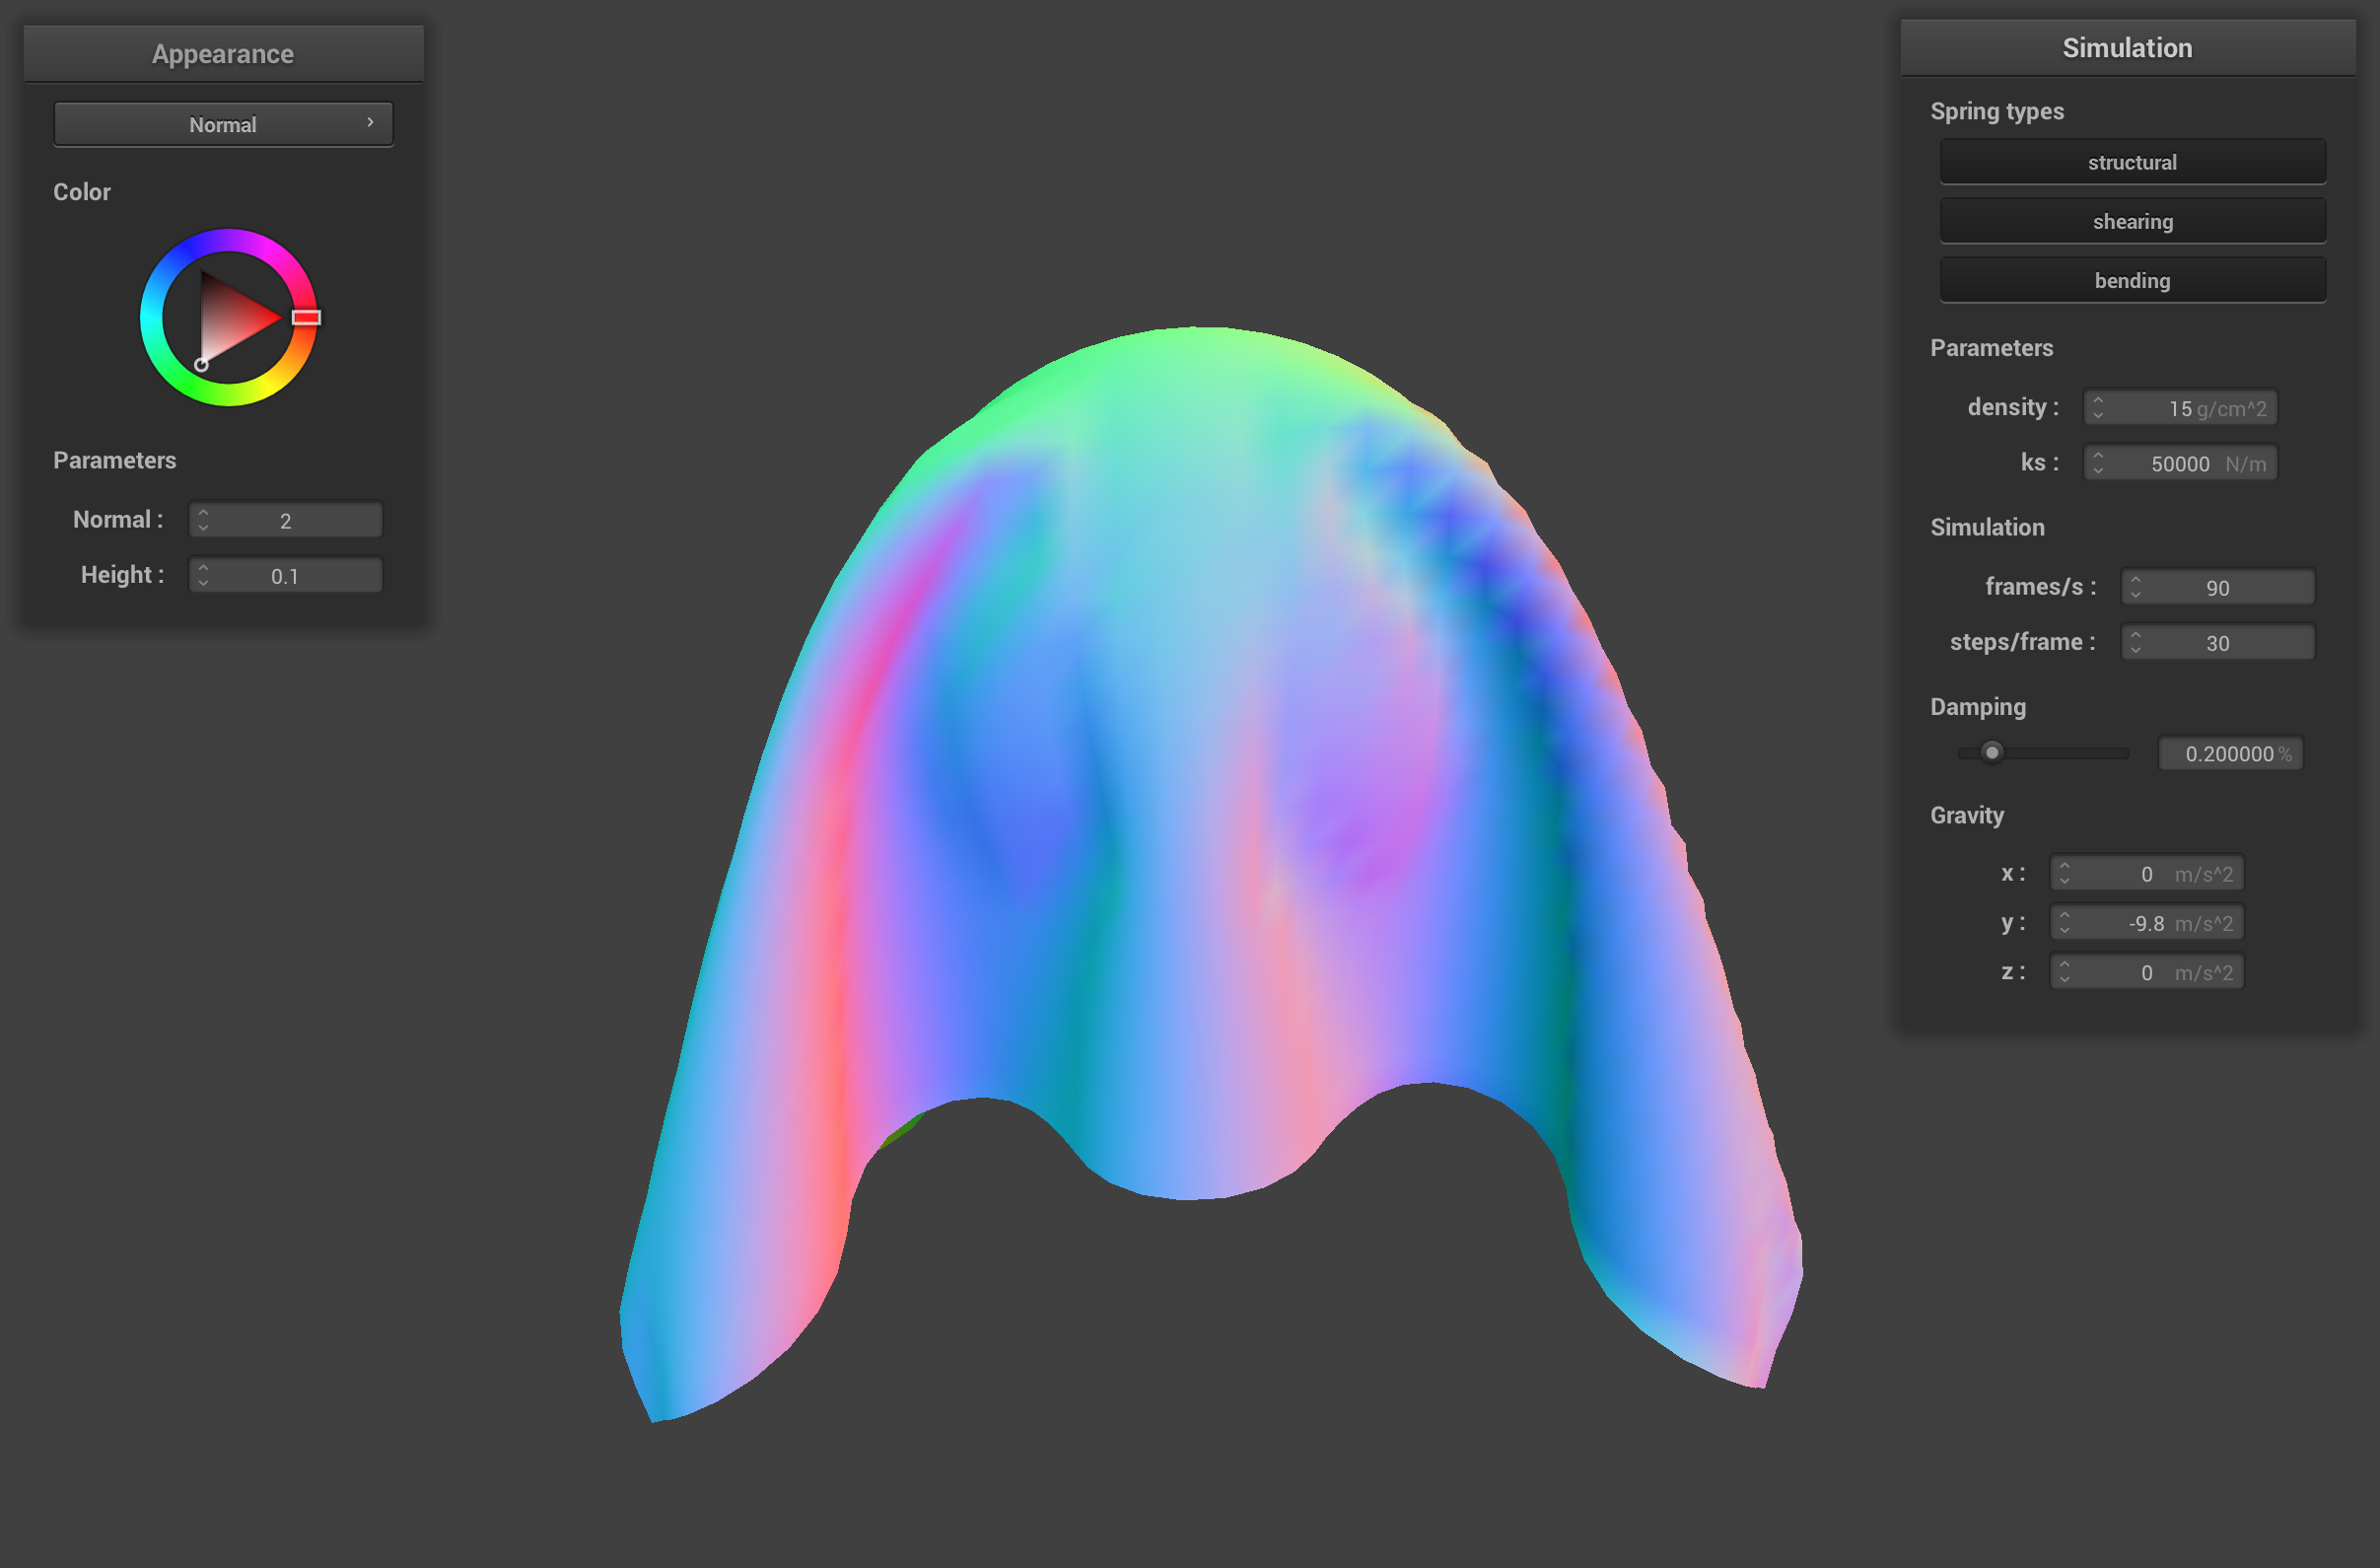 Appearance
Normal
Color
Parameters
Normal : 2
Height : 0.1
Simulation
Spring types
structural
shearing
bending
Parameters
density : 15 g/cm^2
ks : 50000 N/m
Simulation
frames/s : 90
steps/frame : 30
Damping
0.200000 %
Gravity
x : 0 m/s^2
y : -9.8 m/s^2
z : 0 m/s^2